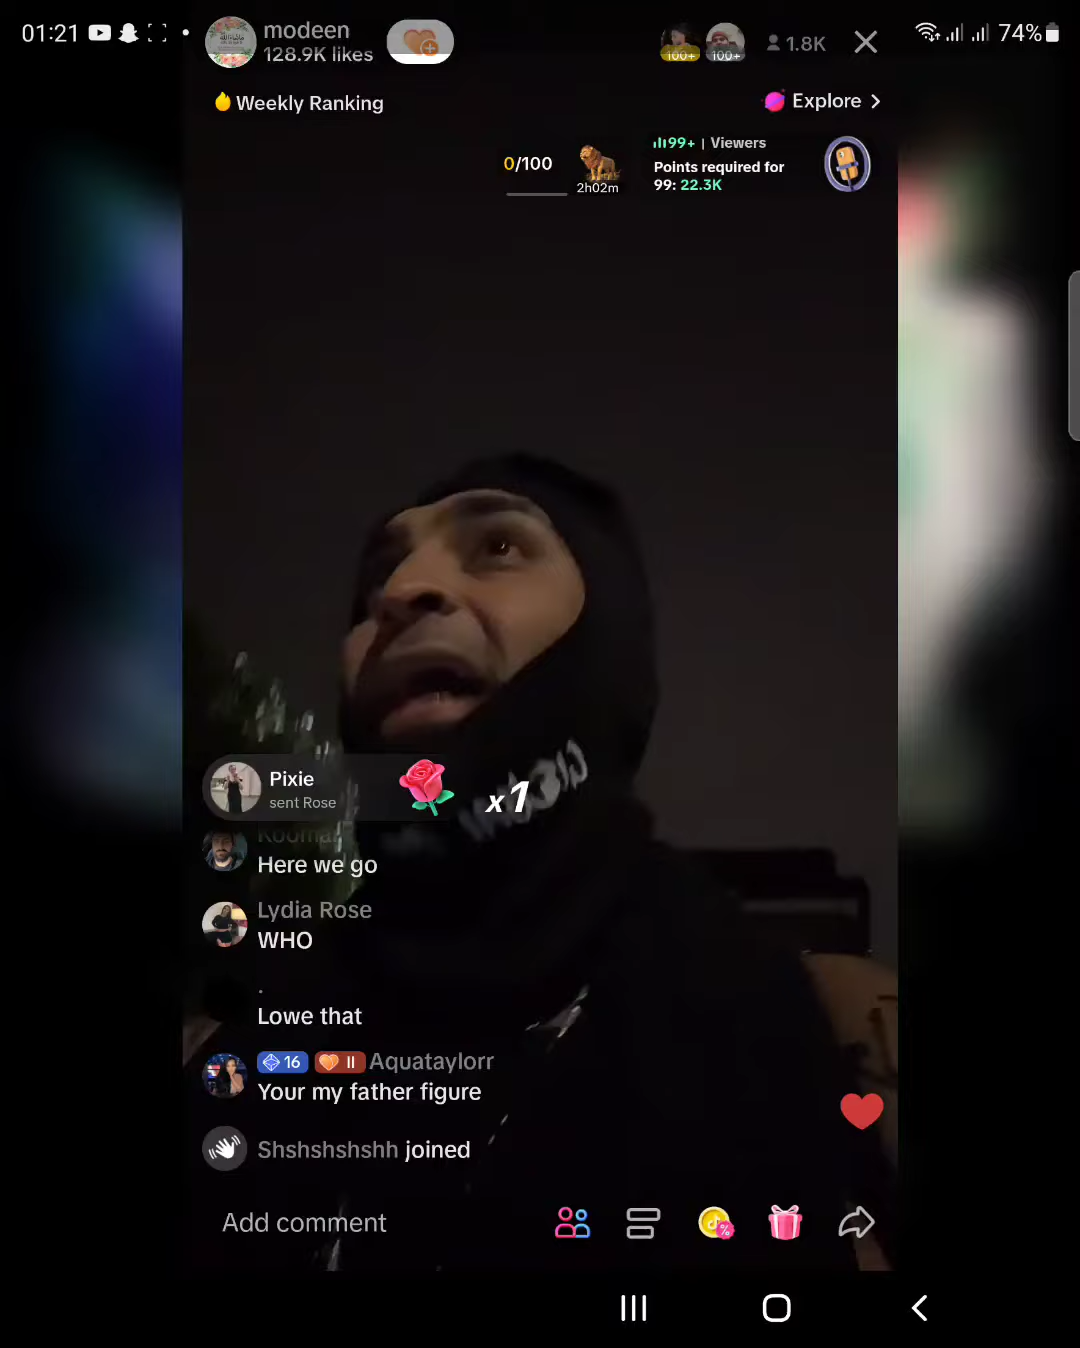 01:21
74%
modeen
128.9K likes
100+
100+
1.8K
Weekly Ranking
Explore
0/100
2h02m
99+ | Viewers
Points required for
99: 22.3K
Pixie
sent Rose
x1
Here we go
Lydia Rose
WHO
.
Lowe that
16 II Aquataylorr
Your my father figure
Shshshshshh joined
Add comment